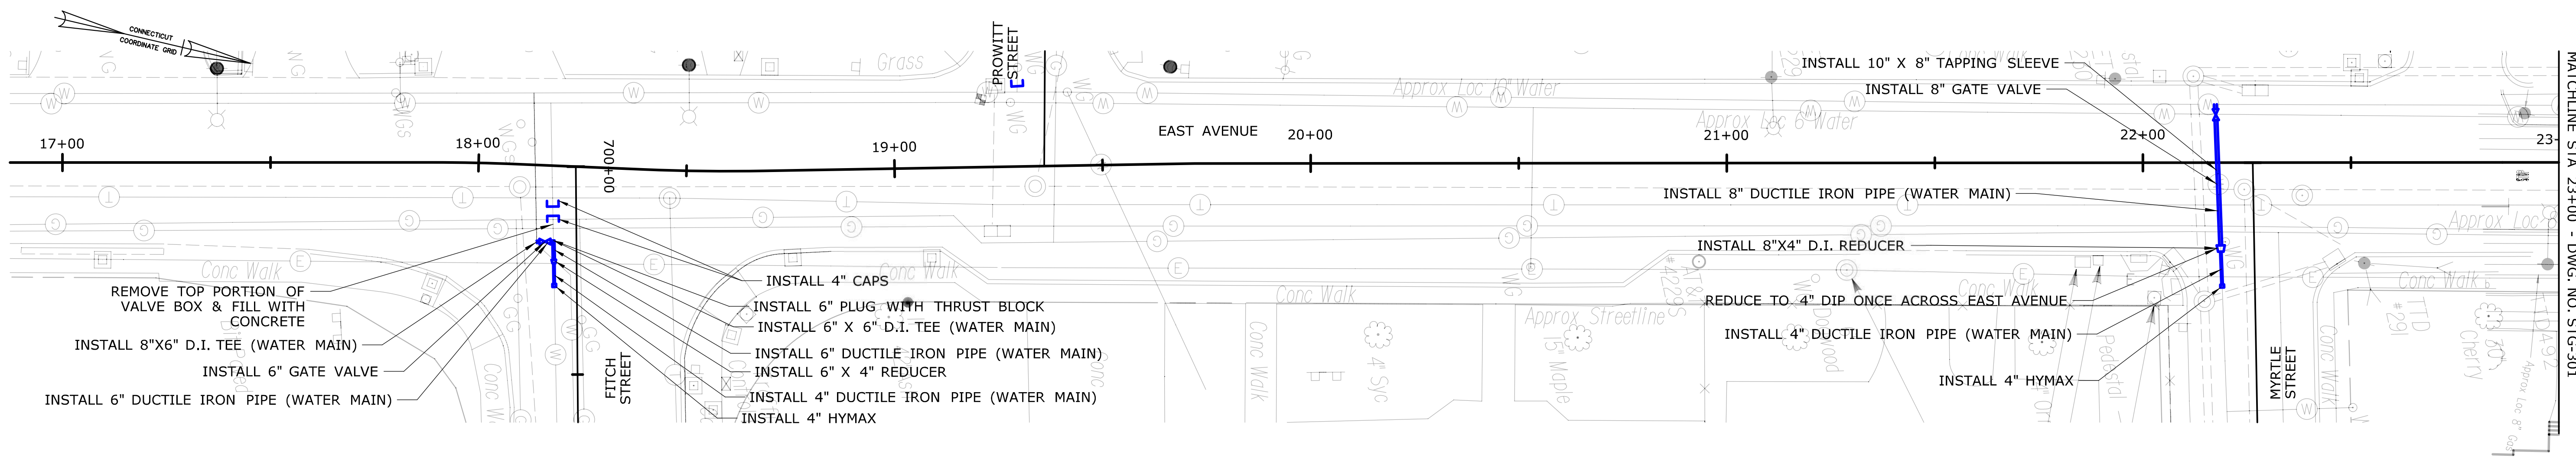 CONNECTICUT
COORDINATE GRID
Grass
PROWITT
STREET
Approx Loc 10" Water
Approx Loc 6" Water
INSTALL 10" X 8" TAPPING SLEEVE
INSTALL 8" GATE VALVE
EAST AVENUE
17+00
18+00
700+00
19+00
20+00
21+00
22+00
23
MATCHLINE STA 23+00 - DWG. NO. STG-301
INSTALL 8" DUCTILE IRON PIPE (WATER MAIN)
INSTALL 8"X4" D.I. REDUCER
REDUCE TO 4" DIP ONCE ACROSS EAST AVENUE
INSTALL 4" DUCTILE IRON PIPE (WATER MAIN)
INSTALL 4" HYMAX
Conc Walk
REMOVE TOP PORTION OF
VALVE BOX & FILL WITH
CONCRETE
INSTALL 8"X6" D.I. TEE (WATER MAIN)
INSTALL 6" GATE VALVE
INSTALL 6" DUCTILE IRON PIPE (WATER MAIN)
FITCH
STREET
INSTALL 4" CAPS
INSTALL 6" PLUG WITH THRUST BLOCK
INSTALL 6" X 6" D.I. TEE (WATER MAIN)
INSTALL 6" DUCTILE IRON PIPE (WATER MAIN)
INSTALL 6" X 4" REDUCER
INSTALL 4" DUCTILE IRON PIPE (WATER MAIN)
INSTALL 4" HYMAX
Conc Walk
Conc Walk
Conc Walk
4" Syc
Approx Streetline
15" Maple
#429S
Conc Walk
MYRTLE
STREET
Conc Walk
Conc Walk
#291
Cherry
Approx Loc 8" Gas